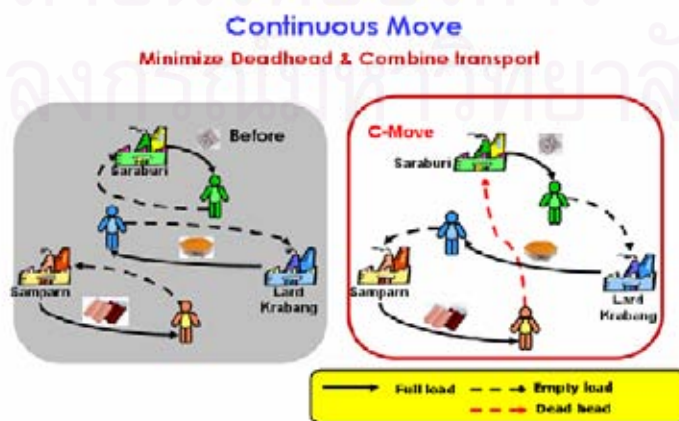 Continuous Move
Minimize Deadhead & Combine transport
Before
Saraburi
Samparn
Lard
Krabang
C-Move
Saraburi
Samparn
Lard
Krabang
Full load
Empty load
Dead head